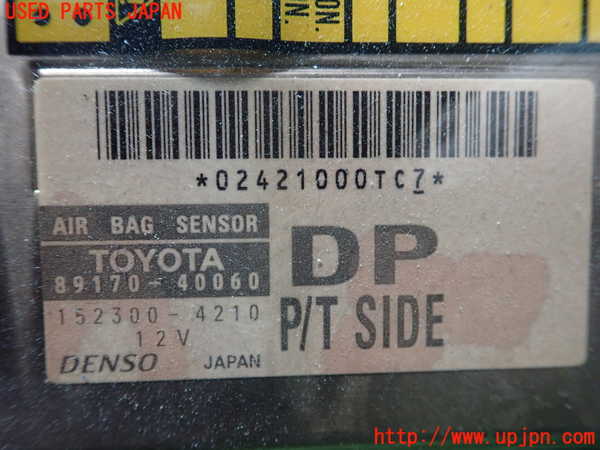 USED PARTS JAPAN
ION.
N.
*02421000TC7*
AIR BAG SENSOR
TOYOTA
89170-40060
DP
152300-4210
P/T SIDE
12V
DENSO JAPAN
http://www.upjpn.com